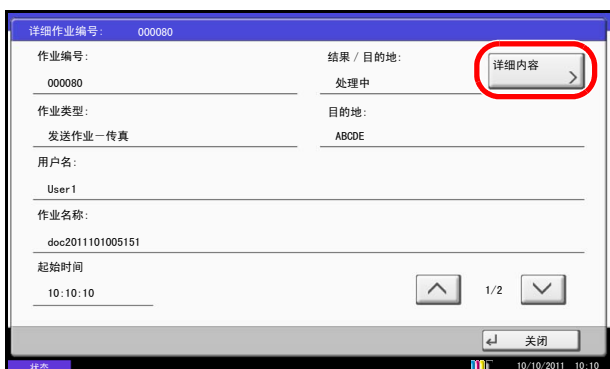 详细作业编号: 000080
作业编号: 结果 / 目的地: 详细内容
000080 处理中
作业类型: 目的地:
发送作业－传真 ABCDE
用户名:
User1
作业名称:
doc2011101005151
起始时间
10:10:10 1/2
关闭
状态 10/10/2011 10:10